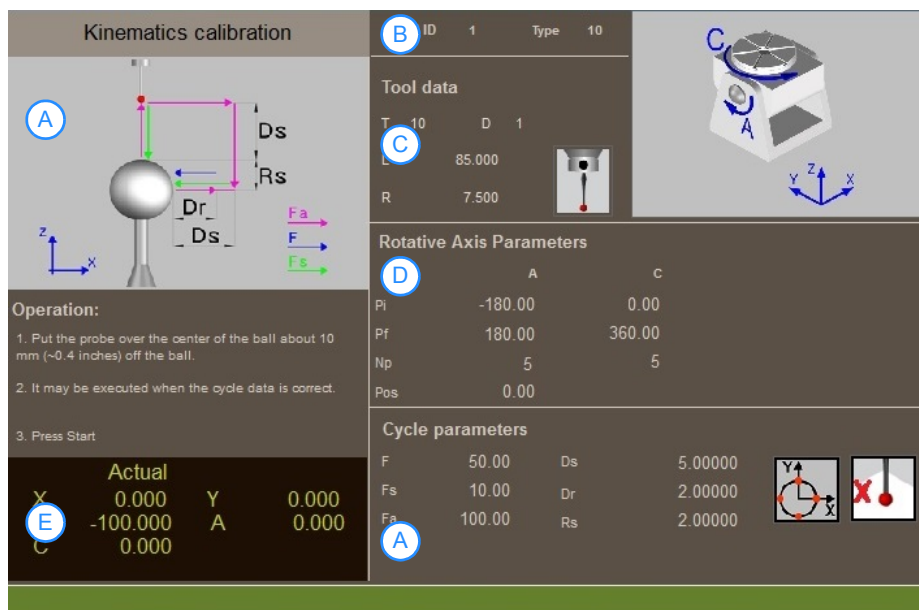 Kinematics calibration
A
Ds
Rs
Dr
Ds
Fa
F
Fs
Z
X
B ID 1 Type 10
Tool data
T 10 D 1
C
85.000
R 7.500
C
A
Z
Y X
Operation:
1. Put the probe over the center of the ball about 10
mm (~0.4 inches) off the ball.
2. It may be executed when the cycle data is correct.
3. Press Start
Rotative Axis Parameters
D
A C
Pi -180.00 0.00
Pf 180.00 360.00
Np 5 5
Pos 0.00
Actual
X 0.000 Y 0.000
E -100.000 A 0.000
C 0.000
Cycle parameters
F 50.00 Ds 5.00000
Fs 10.00 Dr 2.00000
Fa 100.00 Rs 2.00000
A
Y
X
X